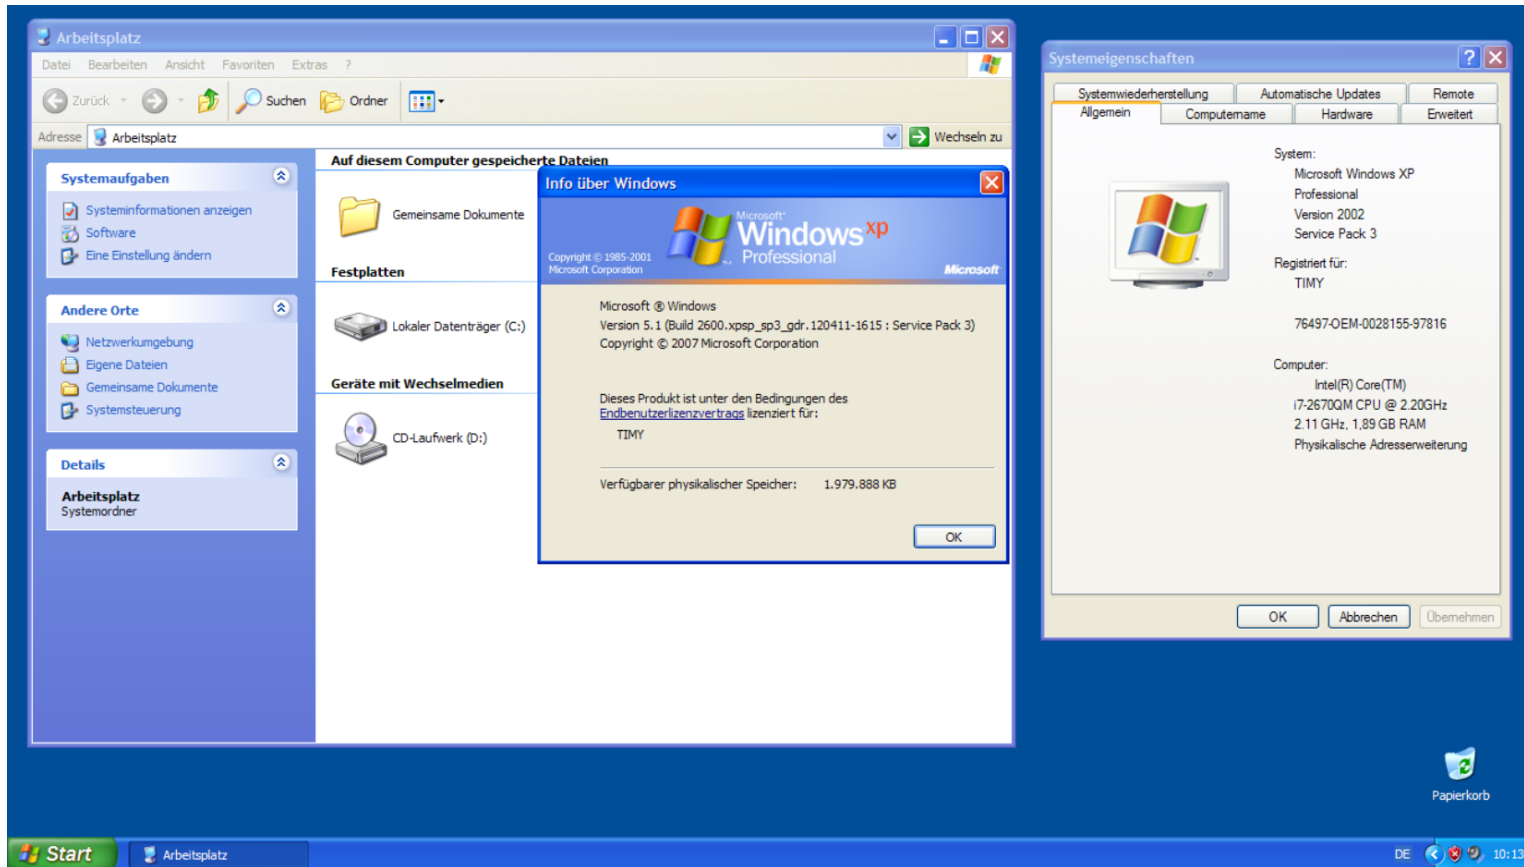 Arbeitsplatz
Datei Bearbeiten Ansicht Favoriten Extras ?
Zurück Suchen Ordner
Adresse Arbeitsplatz Wechseln zu
Systemaufgaben
Systeminformationen anzeigen
Software
Eine Einstellung ändern
Andere Orte
Netzwerkumgebung
Eigene Dateien
Gemeinsame Dokumente
Systemsteuerung
Details
Arbeitsplatz
Systemordner
Auf diesem Computer gespeicherte Dateien
Gemeinsame Dokumente
Festplatten
Lokaler Datenträger (C:)
Geräte mit Wechselmedien
CD-Laufwerk (D:)
Info über Windows
Microsoft
Windows xp
Professional
Copyright © 1985-2001
Microsoft Corporation
Microsoft
Microsoft ® Windows
Version 5.1 (Build 2600.xpsp_sp3_gdr.120411-1615 : Service Pack 3)
Copyright © 2007 Microsoft Corporation
Dieses Produkt ist unter den Bedingungen des
Endbenutzerlizenzvertrags lizenziert für:
TIMY
Verfügbarer physikalischer Speicher: 1.979.888 KB
OK
Systemeigenschaften
Systemwiederherstellung Automatische Updates Remote
Allgemein Computername Hardware Erweitert
System:
Microsoft Windows XP
Professional
Version 2002
Service Pack 3
Registriert für:
TIMY
76497-OEM-0028155-97816
Computer:
Intel(R) Core(TM)
i7-2670QM CPU @ 2.20GHz
2.11 GHz, 1,89 GB RAM
Physikalische Adresserweiterung
OK Abbrechen Übernehmen
Papierkorb
Start Arbeitsplatz DE 10:13